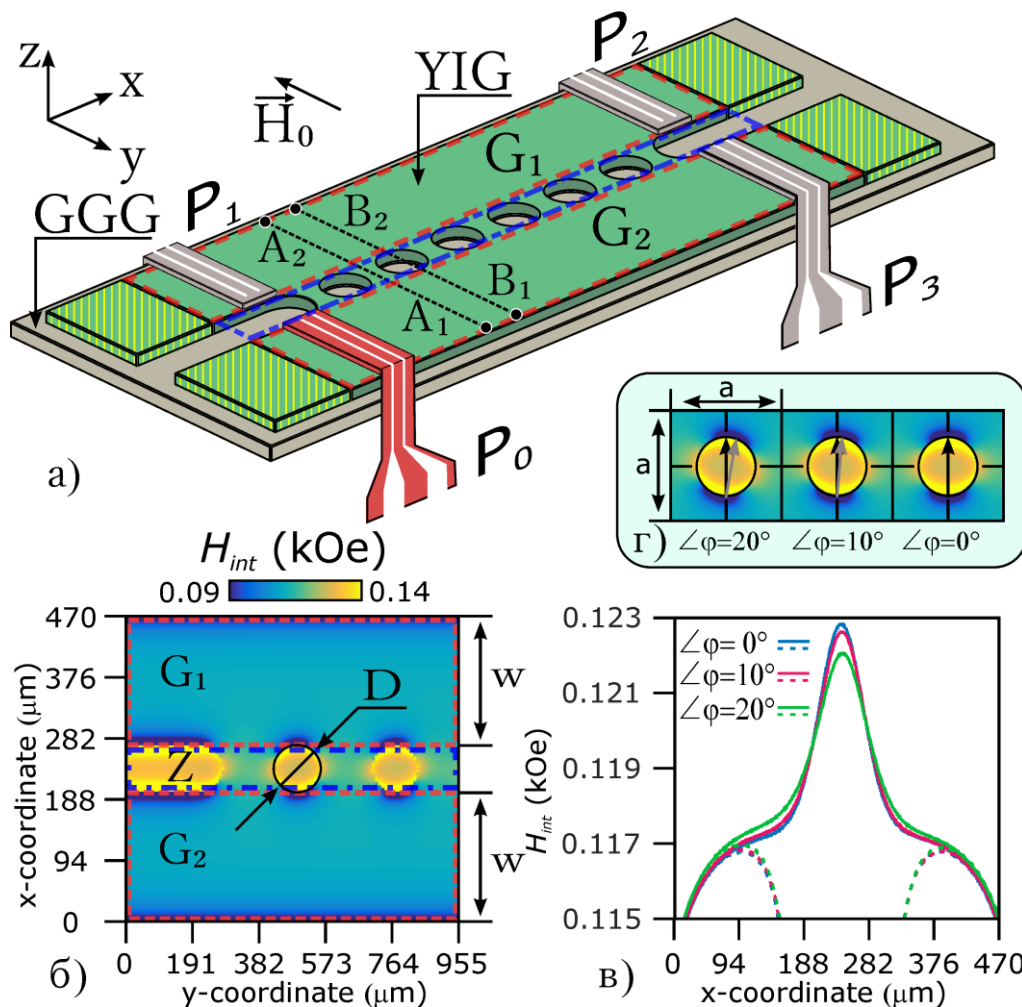 z
x
y
H₀
YIG
P₂
GGG
P₁
G₁
B₂
A₂
G₂
B₁
A₁
P₃
P₀
а)
a
a
г)
∠φ=20° ∠φ=10° ∠φ=0°
H_int (kOe)
0.09 0.14
470
376
282
188
94
0
x-coordinate (μm)
G₁
D
Z
G₂
w
w
0 191 382 573 764 955
y-coordinate (μm)
б)
0.123
0.121
0.119
0.117
0.115
H_int (kOe)
∠φ= 0°
∠φ=10°
∠φ=20°
0 94 188 282 376 470
x-coordinate (μm)
в)